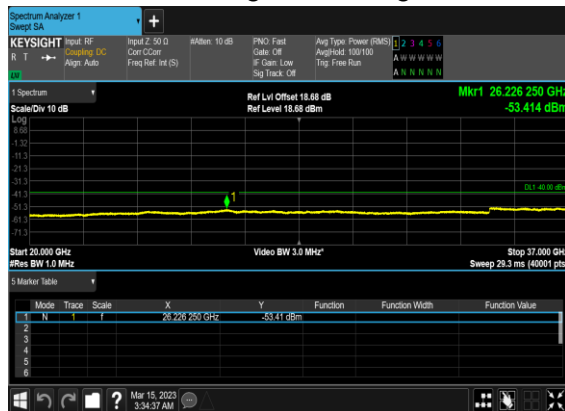 Spectrum Analyzer 1
Swept SA
+
KEYSIGHT Input: RF Input Z: 50 Ω #Atten: 10 dB PNO: Fast Avg Type: Power (RMS) 1 2 3 4 5 6
R T Coupling: DC Corr CCorr Gate: Off Avg|Hold: 100/100 A W W W W W
Align: Auto Freq Ref: Int (S) IF Gain: Low Trig: Free Run
Sig Track: Off A N N N N N
1 Spectrum Ref Lvl Offset 18.68 dB Mkr1 26.226 250 GHz
Scale/Div 10 dB Ref Level 18.68 dBm -53.414 dBm
Log
8.68
-1.32
-11.3
-21.3
-31.3
-41.3 DL1 -40.00 dBm
1
-51.3
-61.3
-71.3
Start 20.000 GHz Video BW 3.0 MHz* Stop 37.000 GHz
#Res BW 1.0 MHz Sweep 29.3 ms (40001 pts)
5 Marker Table
Mode Trace Scale X Y Function Function Width Function Value
1 N 1 f 26.226 250 GHz -53.41 dBm
2
3
4
5
6
? Mar 15, 2023
3:34:37 AM